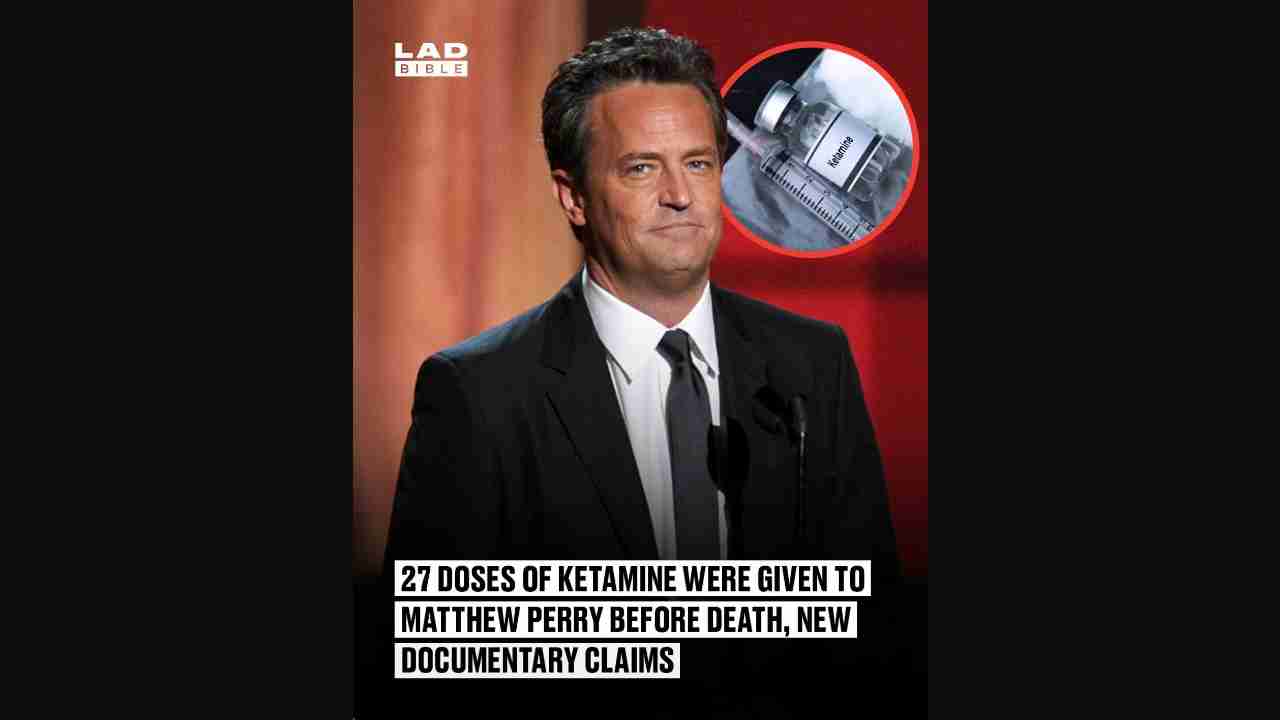 LAD
BIBLE
Ketamine
27 DOSES OF KETAMINE WERE GIVEN TO
MATTHEW PERRY BEFORE DEATH, NEW
DOCUMENTARY CLAIMS